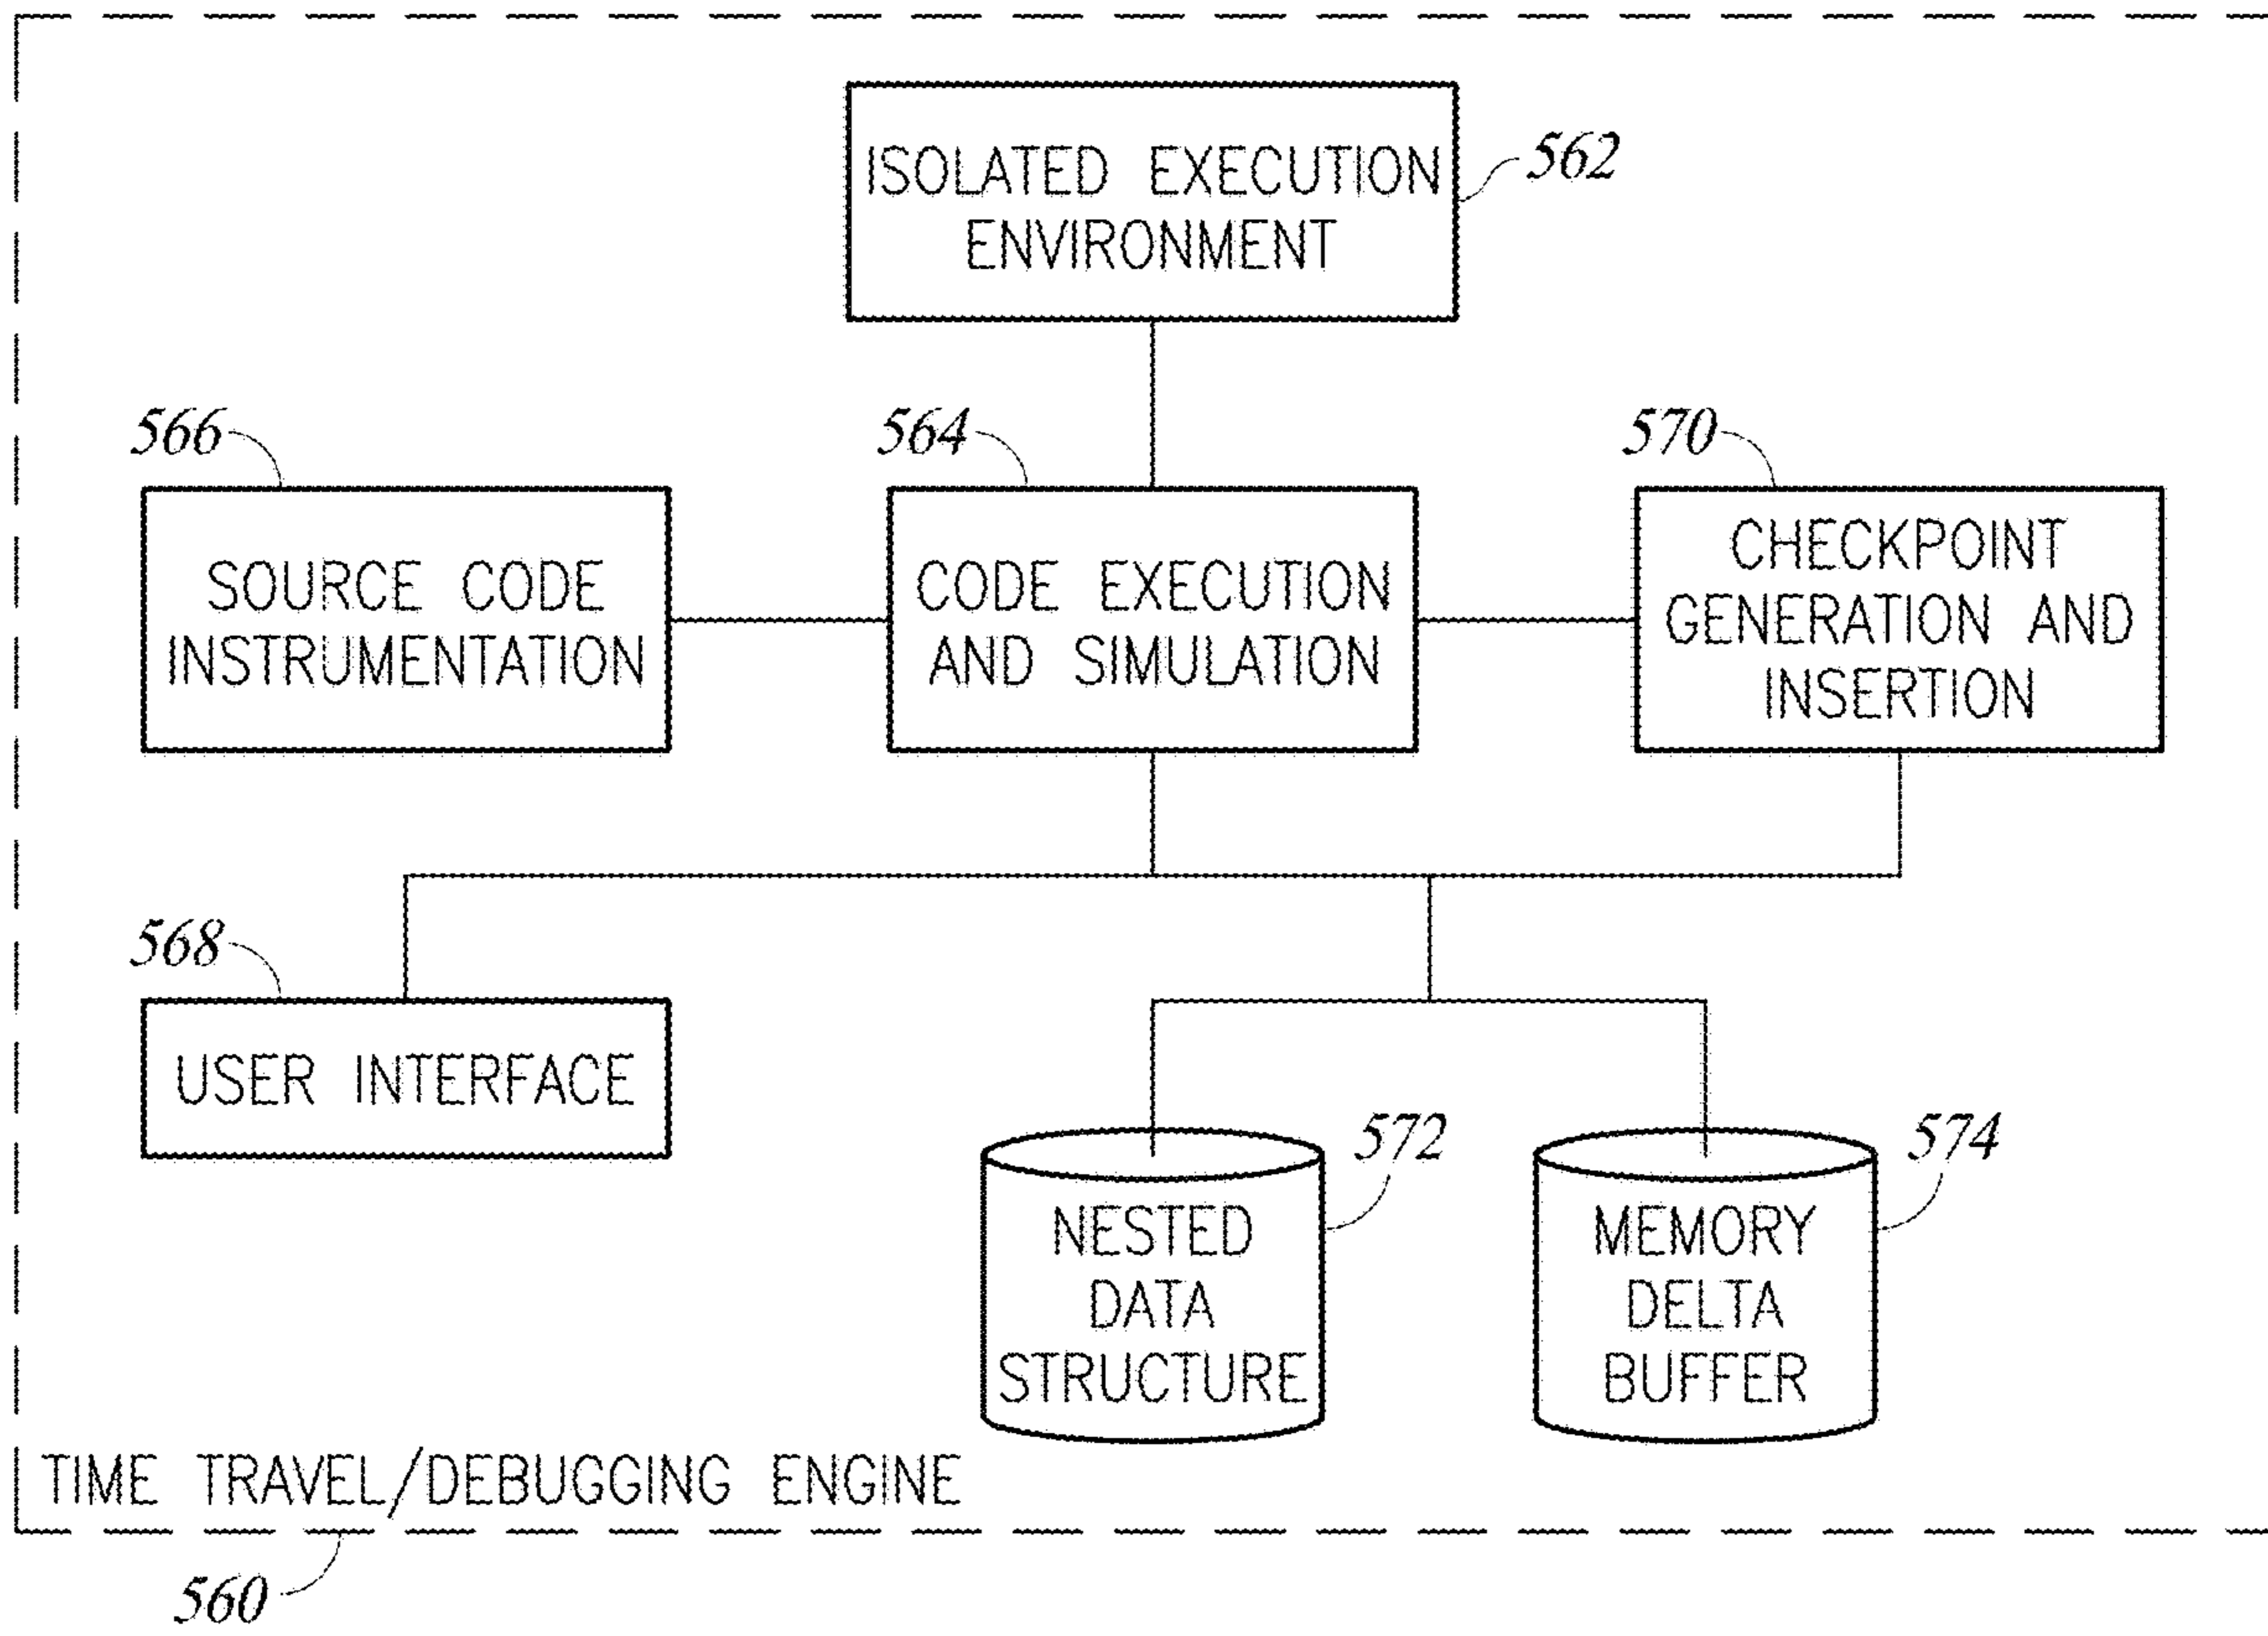 ISOLATED EXECUTION
ENVIRONMENT
562
566
564
570
SOURCE CODE
INSTRUMENTATION
CODE EXECUTION
AND SIMULATION
CHECKPOINT
GENERATION AND
INSERTION
568
USER INTERFACE
572
574
NESTED
DATA
STRUCTURE
MEMORY
DELTA
BUFFER
TIME TRAVEL/DEBUGGING ENGINE
560